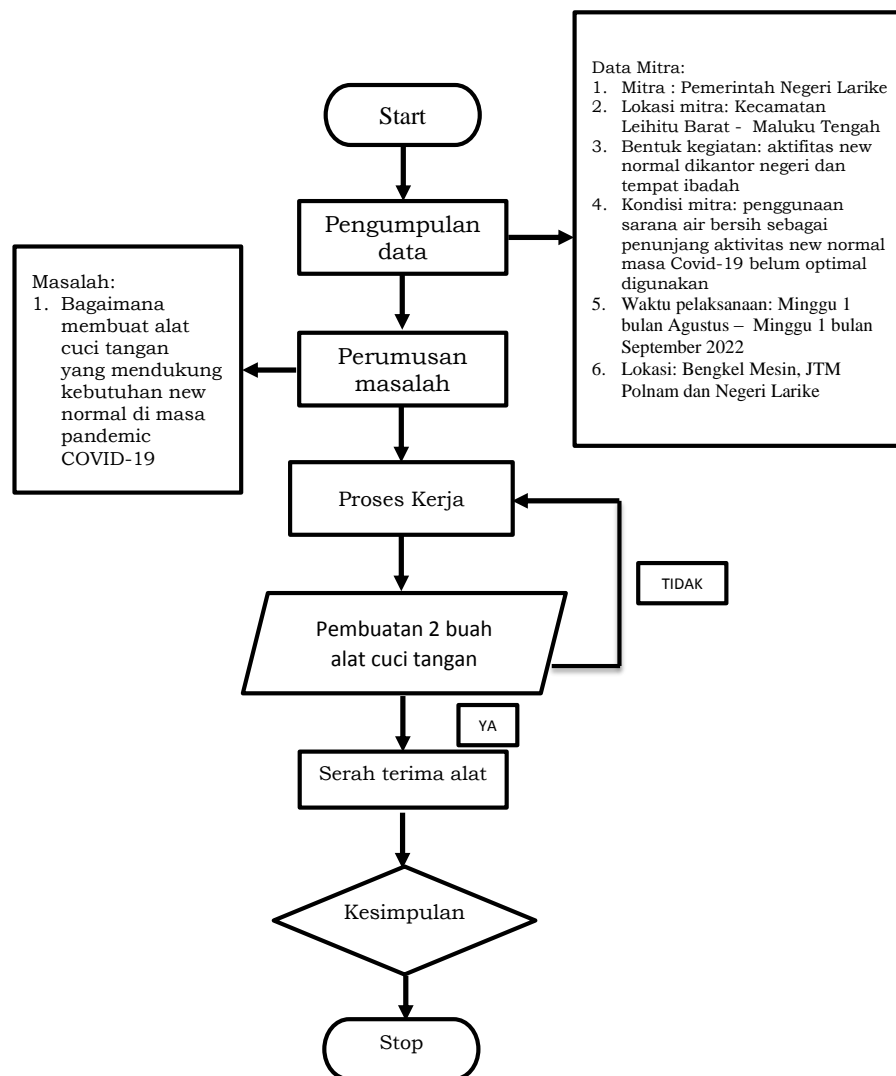 Start
Pengumpulan
data
Data Mitra:
1. Mitra : Pemerintah Negeri Larike
2. Lokasi mitra: Kecamatan
Leihitu Barat - Maluku Tengah
3. Bentuk kegiatan: aktifitas new
normal dikantor negeri dan
tempat ibadah
4. Kondisi mitra: penggunaan
sarana air bersih sebagai
penunjang aktivitas new normal
masa Covid-19 belum optimal
digunakan
5. Waktu pelaksanaan: Minggu 1
bulan Agustus – Minggu 1 bulan
September 2022
6. Lokasi: Bengkel Mesin, JTM
Polnam dan Negeri Larike
Perumusan
masalah
Masalah:
1. Bagaimana
membuat alat
cuci tangan
yang mendukung
kebutuhan new
normal di masa
pandemic
COVID-19
Proses Kerja
TIDAK
Pembuatan 2 buah
alat cuci tangan
YA
Serah terima alat
Kesimpulan
Stop